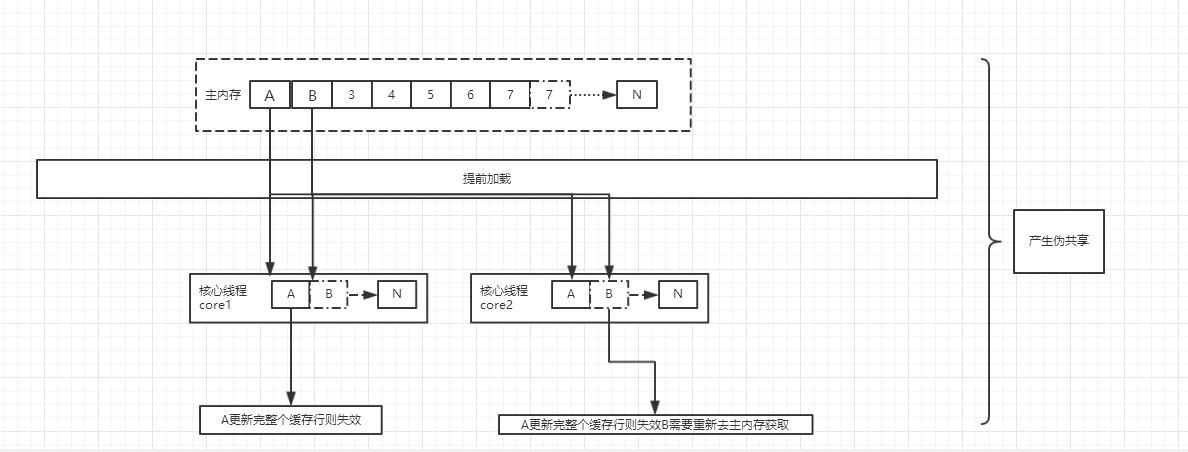 主内存 A B 3 4 5 6 7 7 N
提前加载
产生伪共享
核心线程
core1
A B N
核心线程
core2
A B N
A更新完整个缓存行则失效
A更新完整个缓存行则失效B需要重新去主内存获取